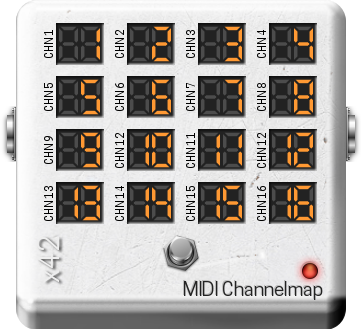 CHN1 1 CHN2 2 CHN3 3 CHN4 4
CHN5 5 CHN6 6 CHN7 7 CHN8 8
CHN9 9 CHN12 10 CHN11 11 CHN12 12
CHN13 13 CHN14 14 CHN15 15 CHN16 16
x42
MIDI Channelmap